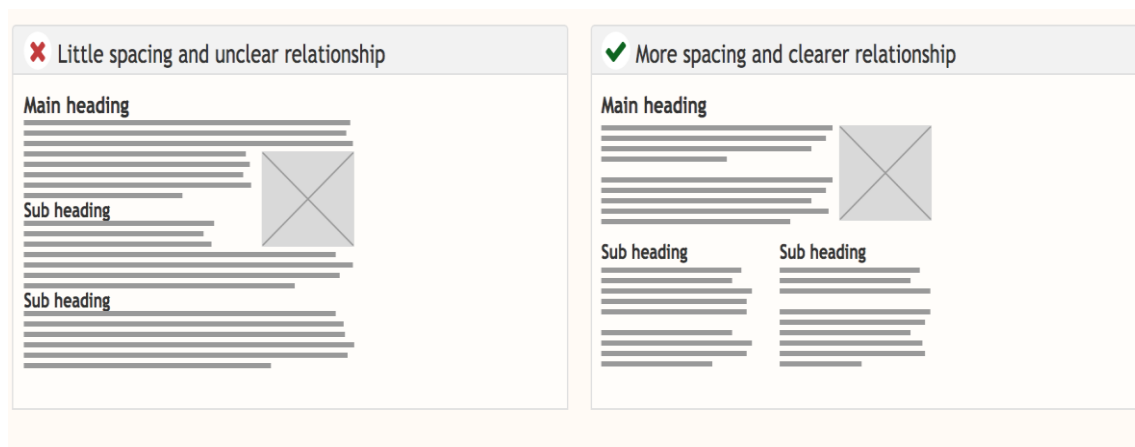 Little spacing and unclear relationship
Main heading
Sub heading
Sub heading
More spacing and clearer relationship
Main heading
Sub heading
Sub heading